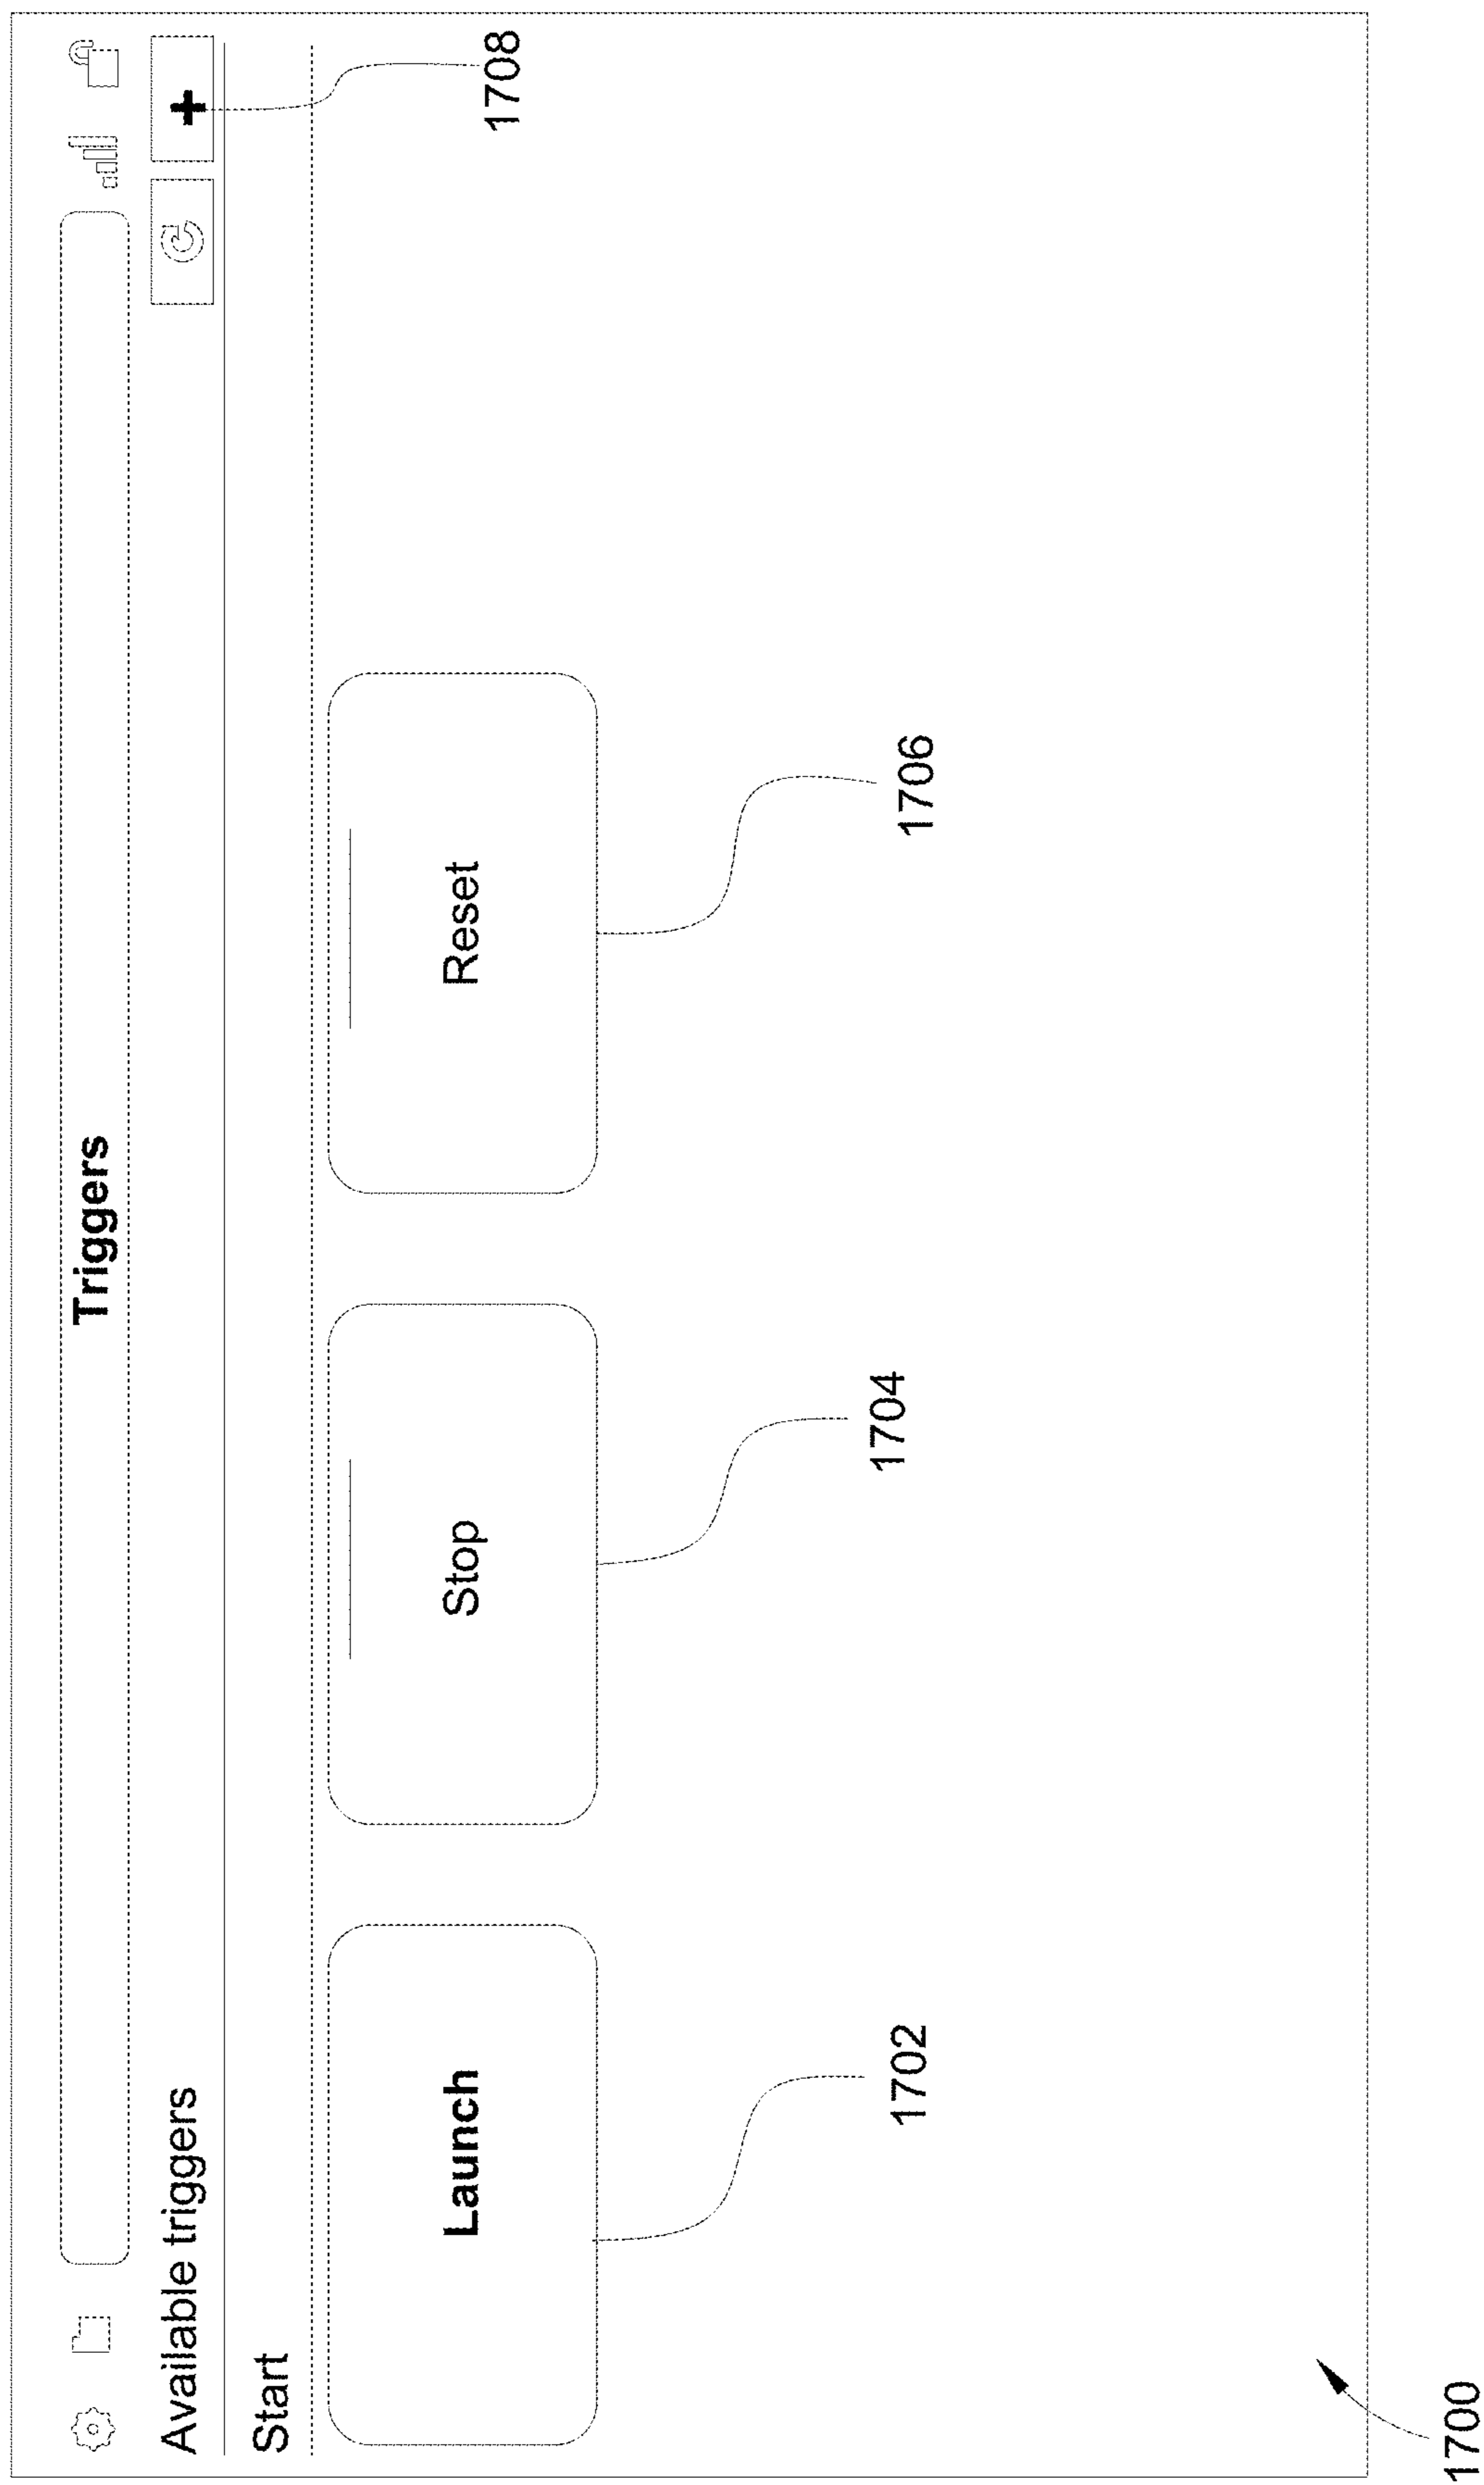 Triggers
Available triggers
+
Start
Launch
Stop
Reset
1708
1702
1704
1706
1700